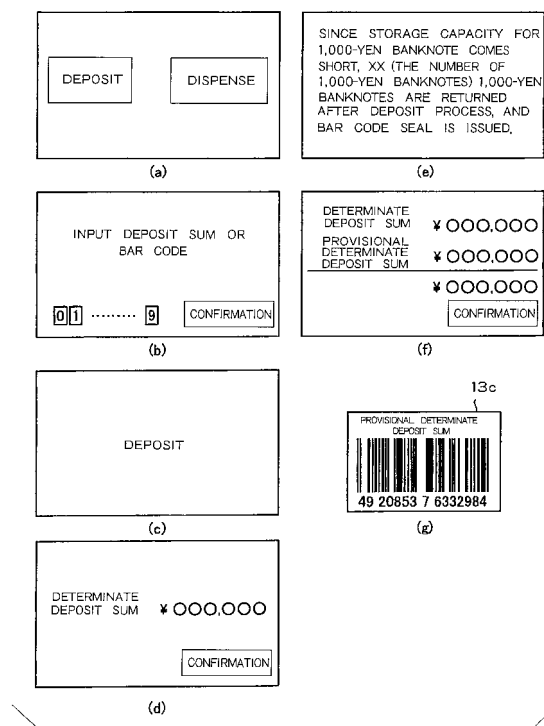 DEPOSIT
DISPENSE
(a)
INPUT DEPOSIT SUM OR
BAR CODE
0 1 ......... 9
CONFIRMATION
(b)
DEPOSIT
(c)
DETERMINATE
DEPOSIT SUM ¥ OOO,OOO
CONFIRMATION
(d)
SINCE STORAGE CAPACITY FOR
1,000-YEN BANKNOTE COMES
SHORT, XX (THE NUMBER OF
1,000-YEN BANKNOTES) 1,000-YEN
BANKNOTES ARE RETURNED
AFTER DEPOSIT PROCESS, AND
BAR CODE SEAL IS ISSUED.
(e)
DETERMINATE
DEPOSIT SUM ¥ OOO,OOO
PROVISIONAL
DETERMINATE
DEPOSIT SUM ¥ OOO,OOO
¥ OOO,OOO
CONFIRMATION
(f)
13c
PROVISIONAL DETERMINATE
DEPOSIT SUM
49 20853 7 6332984
(g)